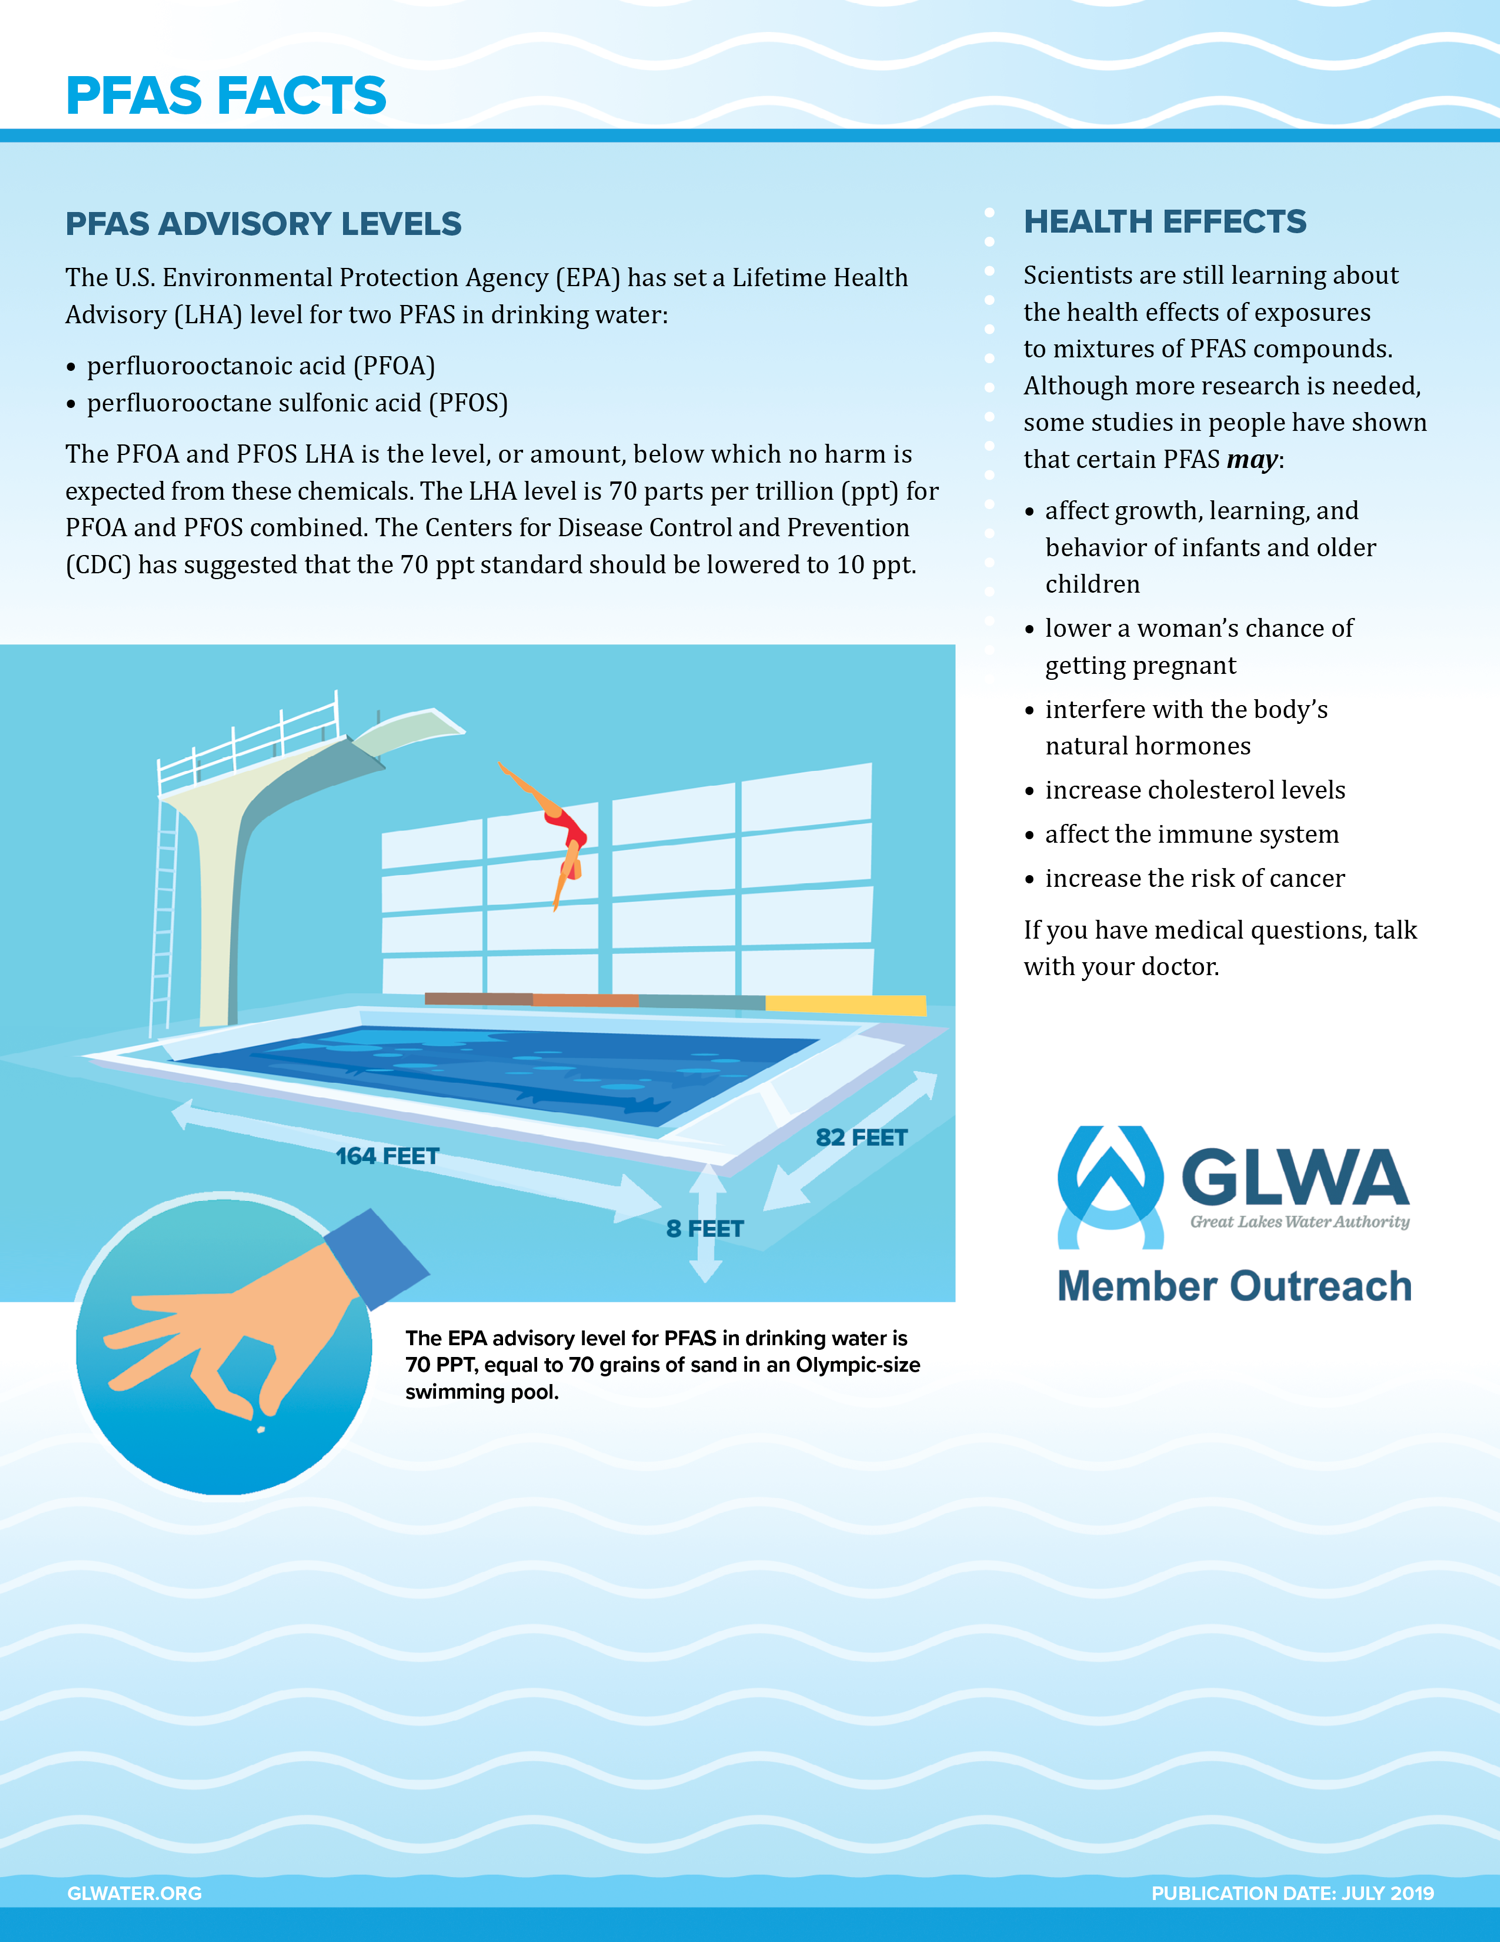 PFAS FACTS
PFAS ADVISORY LEVELS
The U.S. Environmental Protection Agency (EPA) has set a Lifetime Health
Advisory (LHA) level for two PFAS in drinking water:
• perfluorooctanoic acid (PFOA)
• perfluorooctane sulfonic acid (PFOS)
The PFOA and PFOS LHA is the level, or amount, below which no harm is
expected from these chemicals. The LHA level is 70 parts per trillion (ppt) for
PFOA and PFOS combined. The Centers for Disease Control and Prevention
(CDC) has suggested that the 70 ppt standard should be lowered to 10 ppt.
164 FEET
82 FEET
8 FEET
The EPA advisory level for PFAS in drinking water is
70 PPT, equal to 70 grains of sand in an Olympic-size
swimming pool.
HEALTH EFFECTS
Scientists are still learning about
the health effects of exposures
to mixtures of PFAS compounds.
Although more research is needed,
some studies in people have shown
that certain PFAS may:
• affect growth, learning, and
behavior of infants and older
children
• lower a woman’s chance of
getting pregnant
• interfere with the body’s
natural hormones
• increase cholesterol levels
• affect the immune system
• increase the risk of cancer
If you have medical questions, talk
with your doctor.
GLWA
Great Lakes Water Authority
Member Outreach
GLWATER.ORG
PUBLICATION DATE: JULY 2019